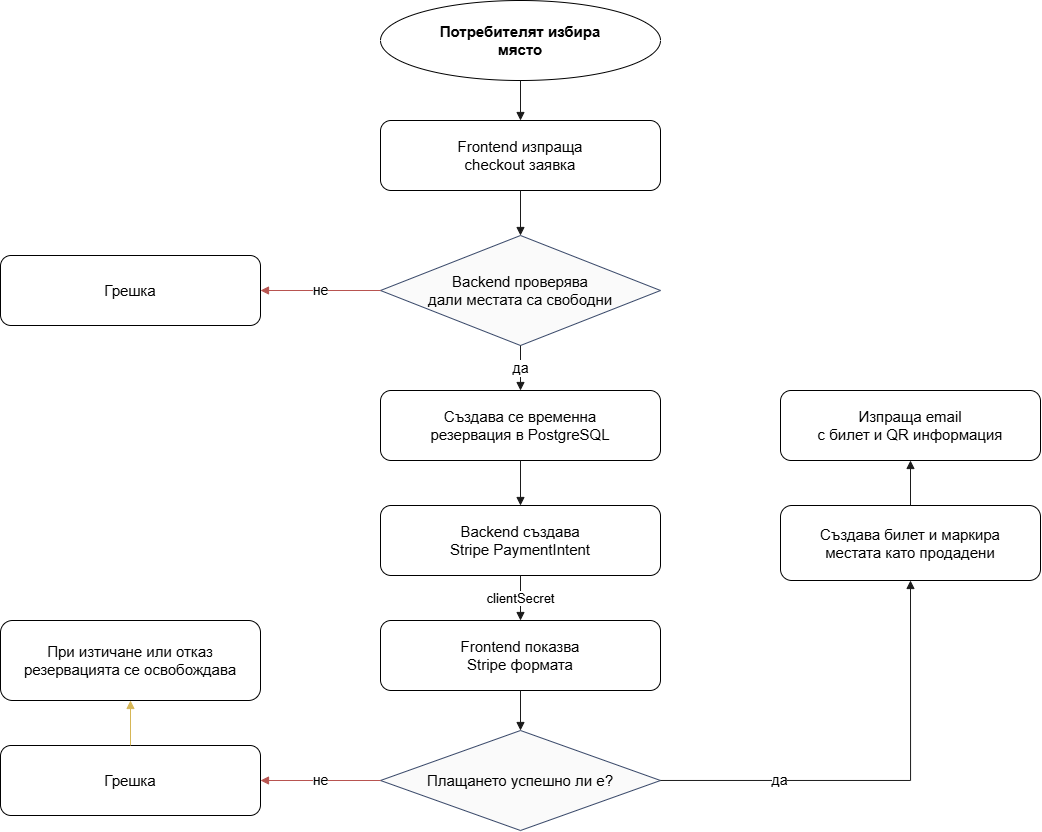 Потребителят избира
място
Frontend изпраща
checkout заявка
Backend проверява
дали местата са свободни
не
Грешка
да
Създава се временна
резервация в PostgreSQL
Backend създава
Stripe PaymentIntent
clientSecret
Frontend показва
Stripe формата
Плащането успешно ли е?
не
Грешка
При изтичане или отказ
резервацията се освобождава
да
Създава билет и маркира
местата като продадени
Изпраща email
с билет и QR информация